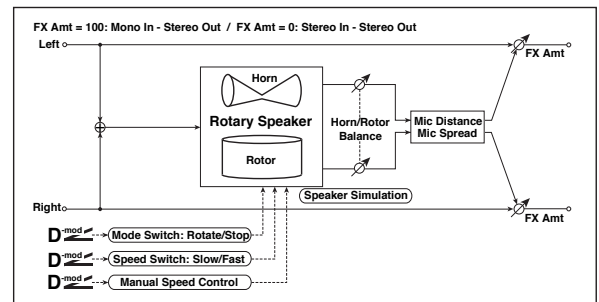 FX Amt = 100: Mono In - Stereo Out / FX Amt = 0: Stereo In - Stereo Out
Left
FX Amt
Horn
Rotary Speaker
Rotor
Horn/Rotor
Balance
Mic Distance
Mic Spread
Speaker Simulation
Right
FX Amt
D-mod
Mode Switch: Rotate/Stop
D-mod
Speed Switch: Slow/Fast
D-mod
Manual Speed Control